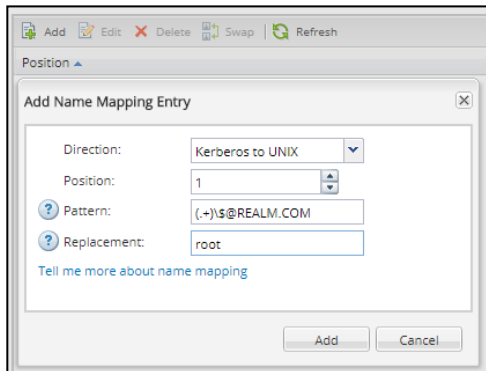 Add Edit Delete Swap Refresh
Position
Add Name Mapping Entry
Direction: Kerberos to UNIX
Position: 1
? Pattern: (.+)\$@REALM.COM
? Replacement: root
Tell me more about name mapping
Add Cancel